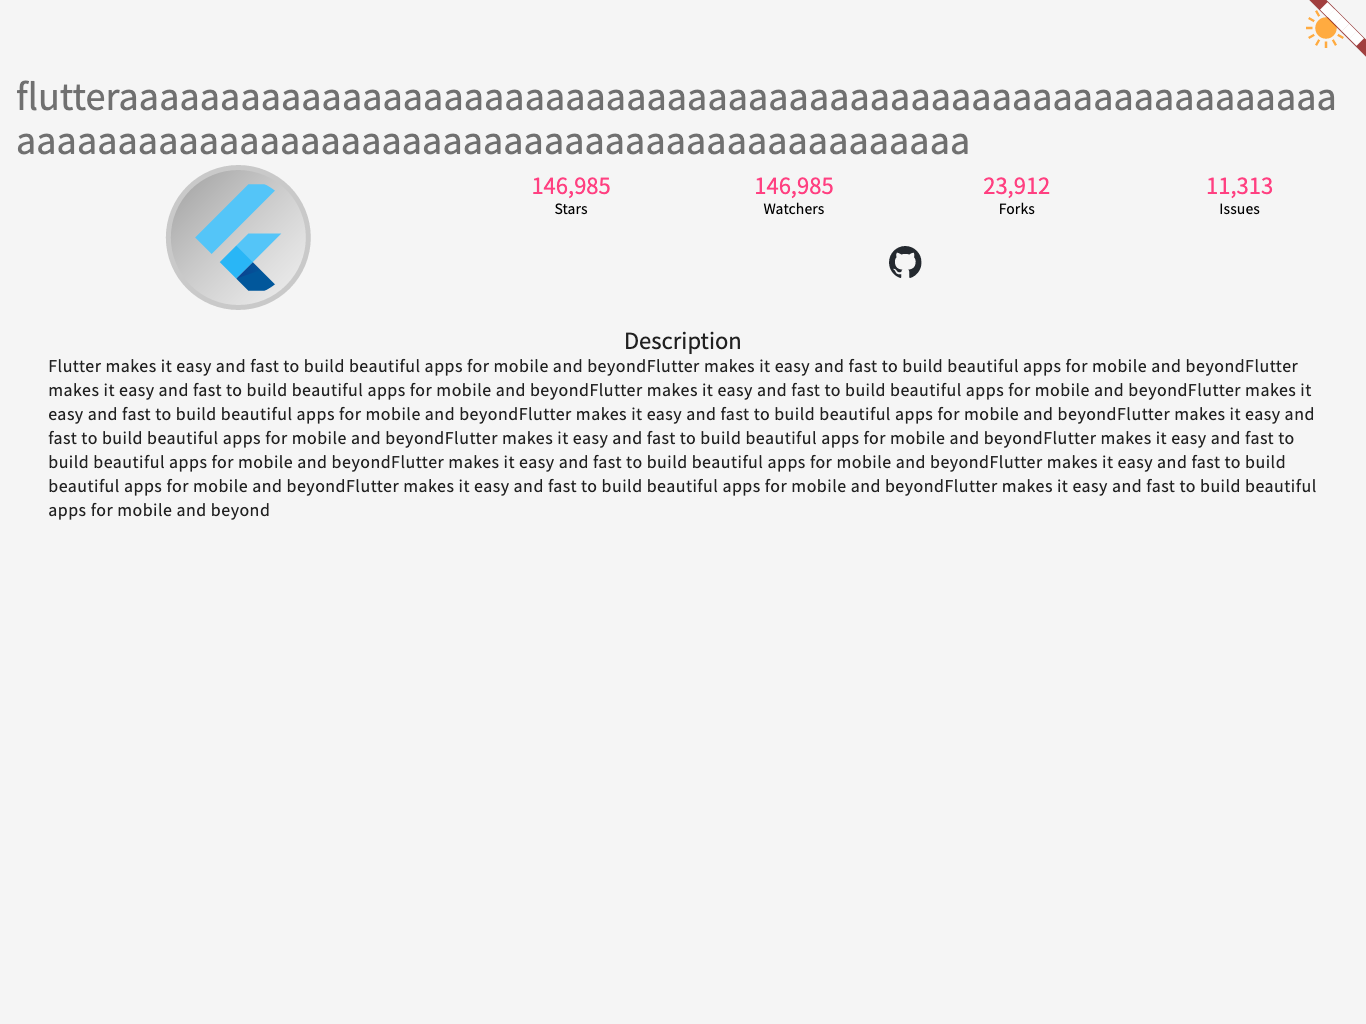 flutteraaaaaaaaaaaaaaaaaaaaaaaaaaaaaaaaaaaaaaaaaaaaaaaaaaaaaaaaaaaa
aaaaaaaaaaaaaaaaaaaaaaaaaaaaaaaaaaaaaaaaaaaaaaa
146,985
Stars
146,985
Watchers
23,912
Forks
11,313
Issues
Description
Flutter makes it easy and fast to build beautiful apps for mobile and beyondFlutter makes it easy and fast to build beautiful apps for mobile and beyondFlutter
makes it easy and fast to build beautiful apps for mobile and beyondFlutter makes it easy and fast to build beautiful apps for mobile and beyondFlutter makes it
easy and fast to build beautiful apps for mobile and beyondFlutter makes it easy and fast to build beautiful apps for mobile and beyondFlutter makes it easy and
fast to build beautiful apps for mobile and beyondFlutter makes it easy and fast to build beautiful apps for mobile and beyondFlutter makes it easy and fast to
build beautiful apps for mobile and beyondFlutter makes it easy and fast to build beautiful apps for mobile and beyondFlutter makes it easy and fast to build
beautiful apps for mobile and beyondFlutter makes it easy and fast to build beautiful apps for mobile and beyondFlutter makes it easy and fast to build beautiful
apps for mobile and beyond